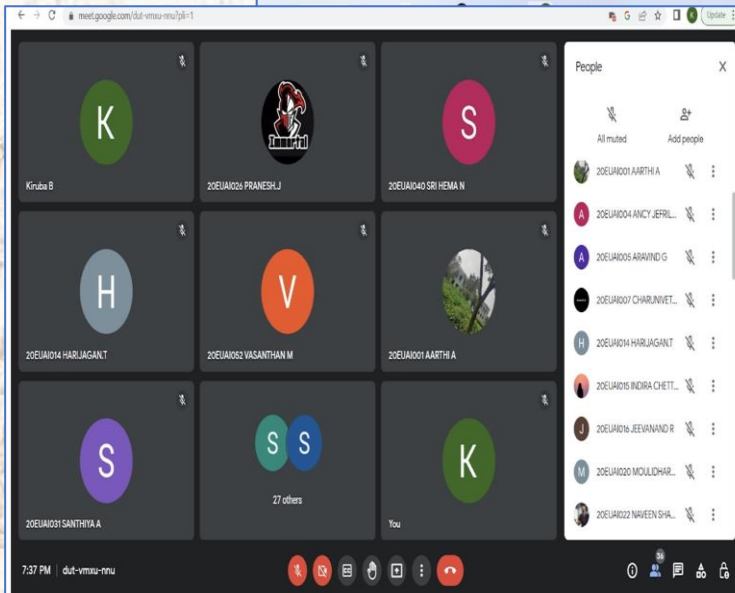 meet.google.com/dut-vmxu-nnu?pli=1
G
K
Update
K
Kiruba B
Immortal
20EUAI026 PRANESH.J
S
20EUAI040 SRI HEMA N
H
20EUAI014 HARIJAGAN.T
V
20EUAI052 VASANTHAN M
20EUAI001 AARTHI A
S
20EUAI031 SANTHIYA A
S S
27 others
K
You
People
All muted
Add people
20EUAI001 AARTHI A
A
20EUAI004 ANCY JEFRIL...
A
20EUAI005 ARAVIND G
20EUAI007 CHARUNIVET...
H
20EUAI014 HARIJAGAN.T
20EUAI015 INDIRA CHETT...
J
20EUAI016 JEEVANAND R
M
20EUAI020 MOULIDHAR...
20EUAI022 NAVEEN SHA...
7:37 PM | dut-vmxu-nnu
36